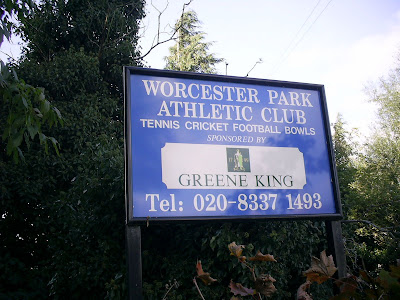 WORCESTER PARK
ATHLETIC CLUB
TENNIS CRICKET FOOTBALL BOWLS
SPONSORED BY
GREENE KING
Tel: 020-8337 1493